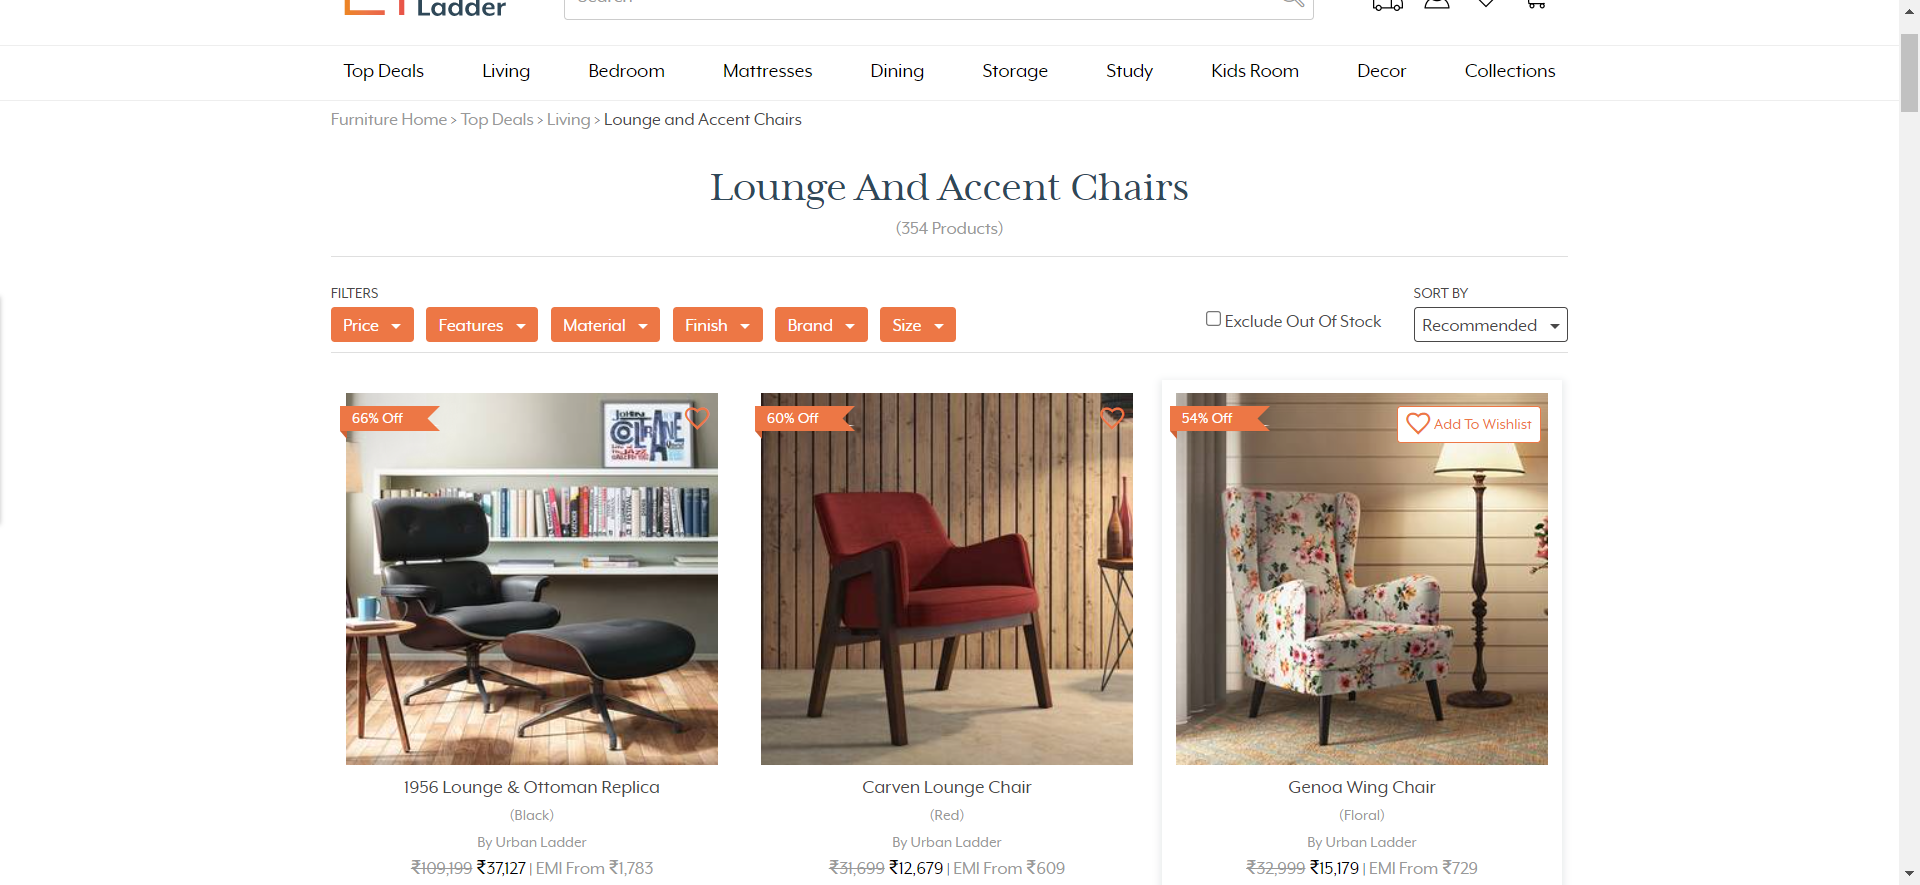 Ladder
Top Deals Living Bedroom Mattresses Dining Storage Study Kids Room Decor Collections
Furniture Home > Top Deals > Living > Lounge and Accent Chairs
Lounge And Accent Chairs
(354 Products)
FILTERS
SORT BY
Price Features Material Finish Brand Size
Exclude Out Of Stock
Recommended
66% Off
60% Off
54% Off
Add To Wishlist
JOHN
COLTRANE
1956 Lounge & Ottoman Replica
(Black)
By Urban Ladder
₹109,199 ₹37,127 | EMI From ₹1,783
Carven Lounge Chair
(Red)
By Urban Ladder
₹31,699 ₹12,679 | EMI From ₹609
Genoa Wing Chair
(Floral)
By Urban Ladder
₹32,999 ₹15,179 | EMI From ₹729